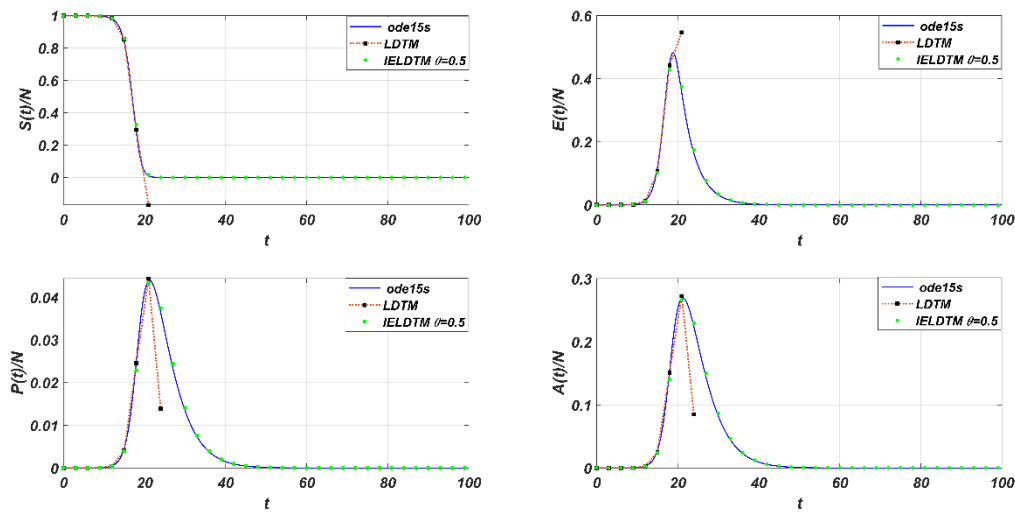 1
0.8
0.6
0.4
0.2
0
S(t)/N
0 20 40 60 80 100
t
ode15s
LDTM
IELDTM θ=0.5
0.6
0.4
0.2
0
E(t)/N
0 20 40 60 80 100
t
ode15s
LDTM
IELDTM θ=0.5
0.04
0.03
0.02
0.01
0
P(t)/N
0 20 40 60 80 100
t
ode15s
LDTM
IELDTM θ=0.5
0.3
0.2
0.1
0
A(t)/N
0 20 40 60 80 100
t
ode15s
LDTM
IELDTM θ=0.5